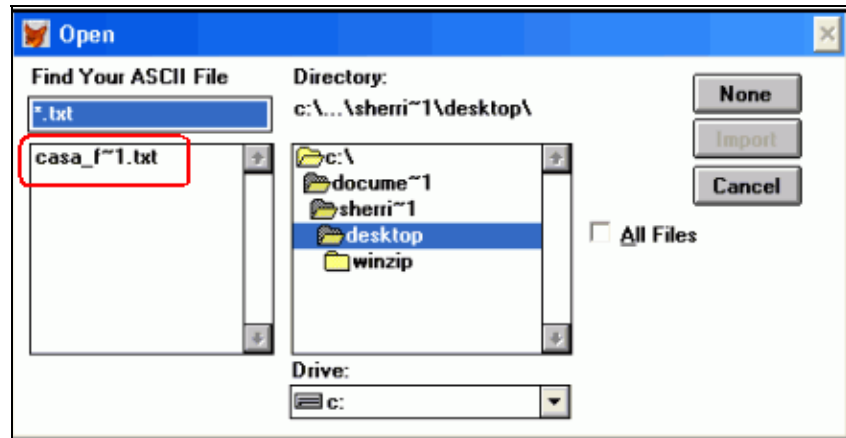 Open
Find Your ASCII File
*.txt
casa_f~1.txt
Directory:
c:\...\sherri~1\desktop\
c:\
docume~1
sherri~1
desktop
winzip
Drive:
c:
None
Import
Cancel
All Files